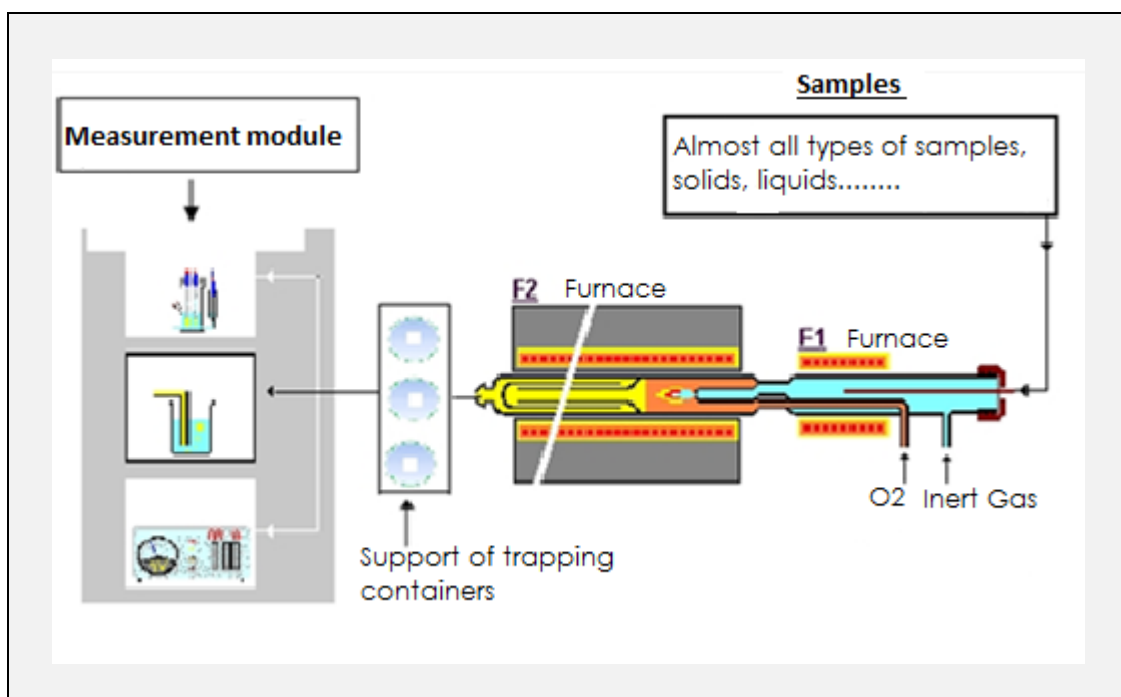 Samples
Measurement module
Almost all types of samples,
solids, liquids........
F2 Furnace
F1 Furnace
O2 Inert Gas
Support of trapping
containers